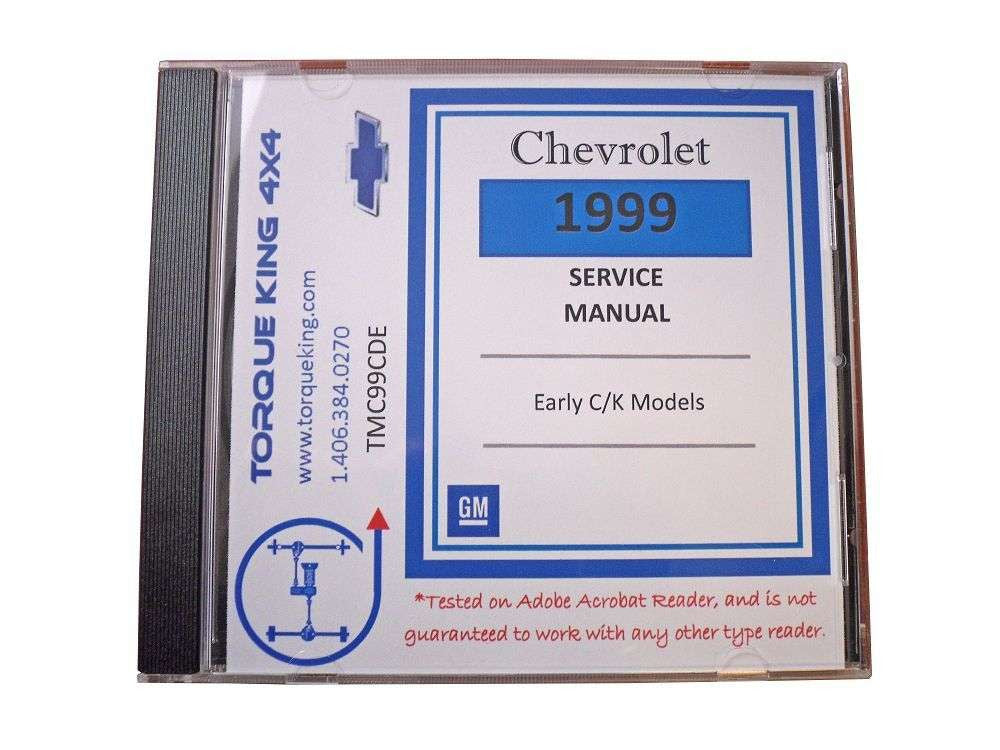 TORQUE KING 4X4
www.torqueking.com
1.406.384.0270
TMC99CDE
Chevrolet
1999
SERVICE
MANUAL
Early C/K Models
GM
*Tested on Adobe Acrobat Reader, and is not
guaranteed to work with any other type reader.